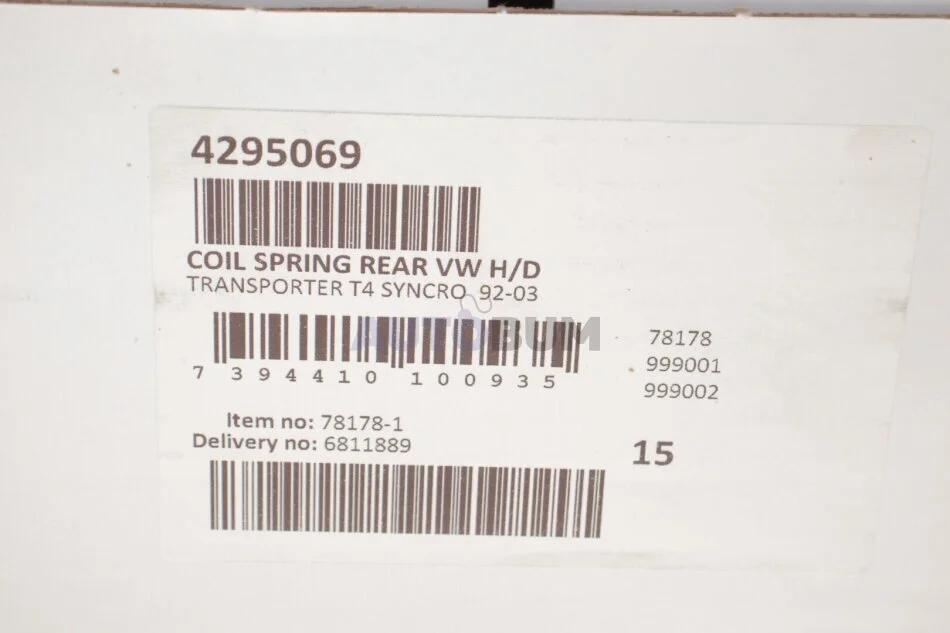 4295069
COIL SPRING REAR VW H/D
TRANSPORTER T4 SYNCRO 92-03
AUTOBUM
7 394410 100935
78178
999001
999002
Item no: 78178-1
Delivery no: 6811889
15